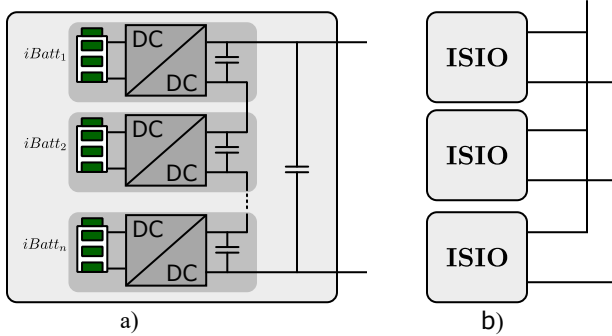 iBatt₁
DC
DC
iBatt₂
DC
DC
iBattₙ
DC
DC
a)
ISIO
ISIO
ISIO
b)